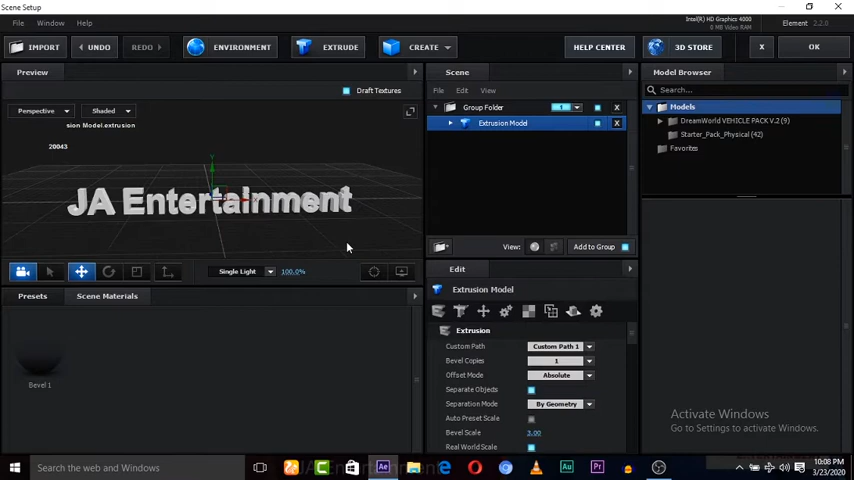 Scene Setup
File Window Help
Intel(R) HD Graphics 4000
0 MB Video RAM
Element 2.2.0
IMPORT UNDO REDO ENVIRONMENT EXTRUDE CREATE HELP CENTER 3D STORE X OK
Preview
Draft Textures
Perspective Shaded
sion Model.extrusion
20043
Y
JA Entertainment
Single Light 100.0%
Presets Scene Materials
Bevel 1
Scene
File Edit View
Group Folder 1 X
Extrusion Model X
View: Add to Group
Edit
Extrusion Model
Extrusion
Custom Path Custom Path 1
Bevel Copies 1
Offset Mode Absolute
Separate Objects
Separation Mode By Geometry
Auto Preset Scale
Bevel Scale 3.00
Real World Scale
Model Browser
Search...
Models
DreamWorld VEHICLE PACK V.2 (9)
Starter_Pack_Physical (42)
Favorites
Activate Windows
Go to Settings to activate Windows.
Search the web and Windows
10:08 PM
3/23/2020